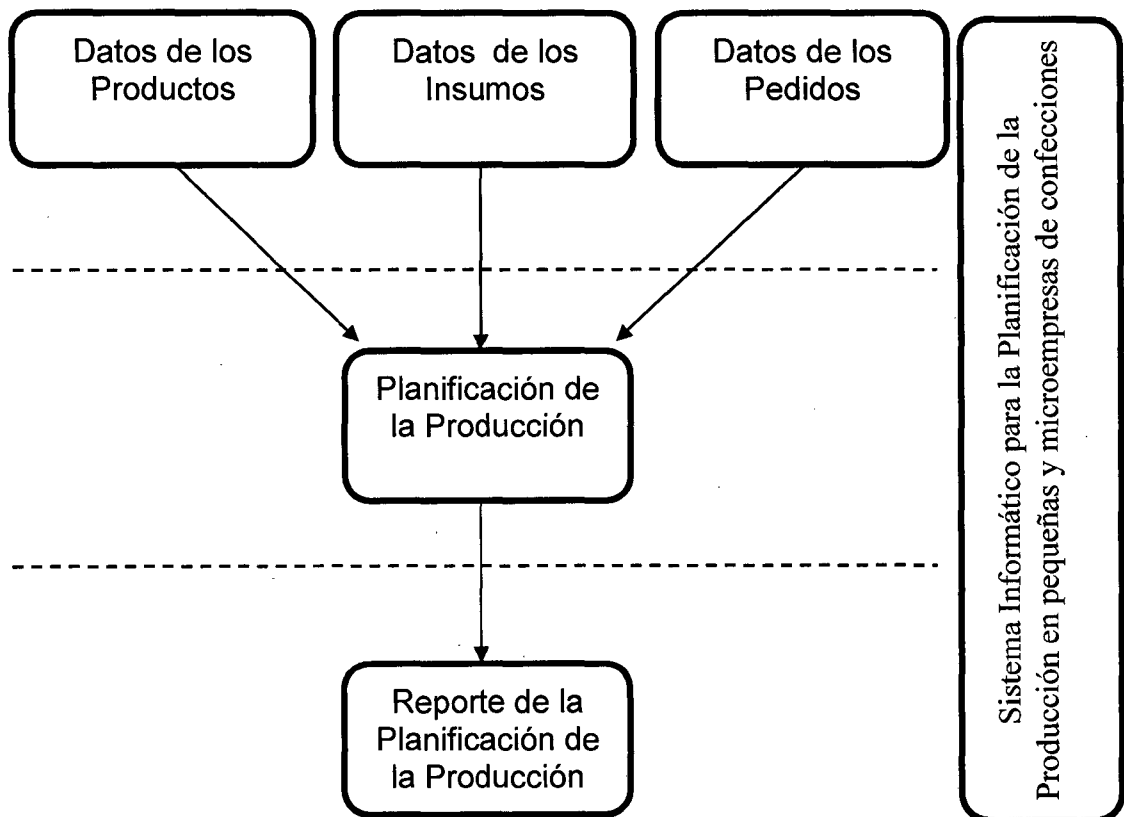 Datos de los
Productos
Datos de los
Insumos
Datos de los
Pedidos
Planificación de
la Producción
Reporte de la
Planificación de
la Producción
Sistema Informático para la Planificación de la
Producción en pequeñas y microempresas de confecciones